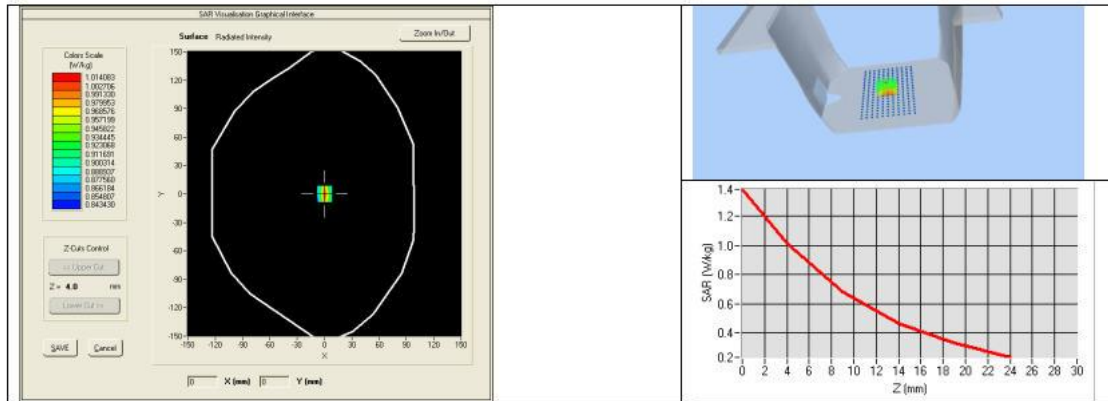 SAR Visualisation Graphical Interface
Surface Radiated Intensity
Zoom In/Out
Colors Scale
(W/kg)
1.014083
1.002706
0.991330
0.979953
0.968576
0.957199
0.945822
0.934445
0.923068
0.911691
0.900314
0.888937
0.877560
0.866184
0.854807
0.843430
Z-Cuts Control
<< Upper Cut
Z = 4.0 mm
Lower Cut >>
SAVE Cancel
150
120
90
60
30
Y 0
-30
-60
-90
-120
-150
-150 -120 -90 -60 -30 0 30 60 90 120 150
X
0 X (mm) 0 Y (mm)
1.4
1.2
1.0
0.8
0.6
0.4
0.2
SAR (W/kg)
0 2 4 6 8 10 12 14 16 18 20 22 24 26 28 30
Z (mm)